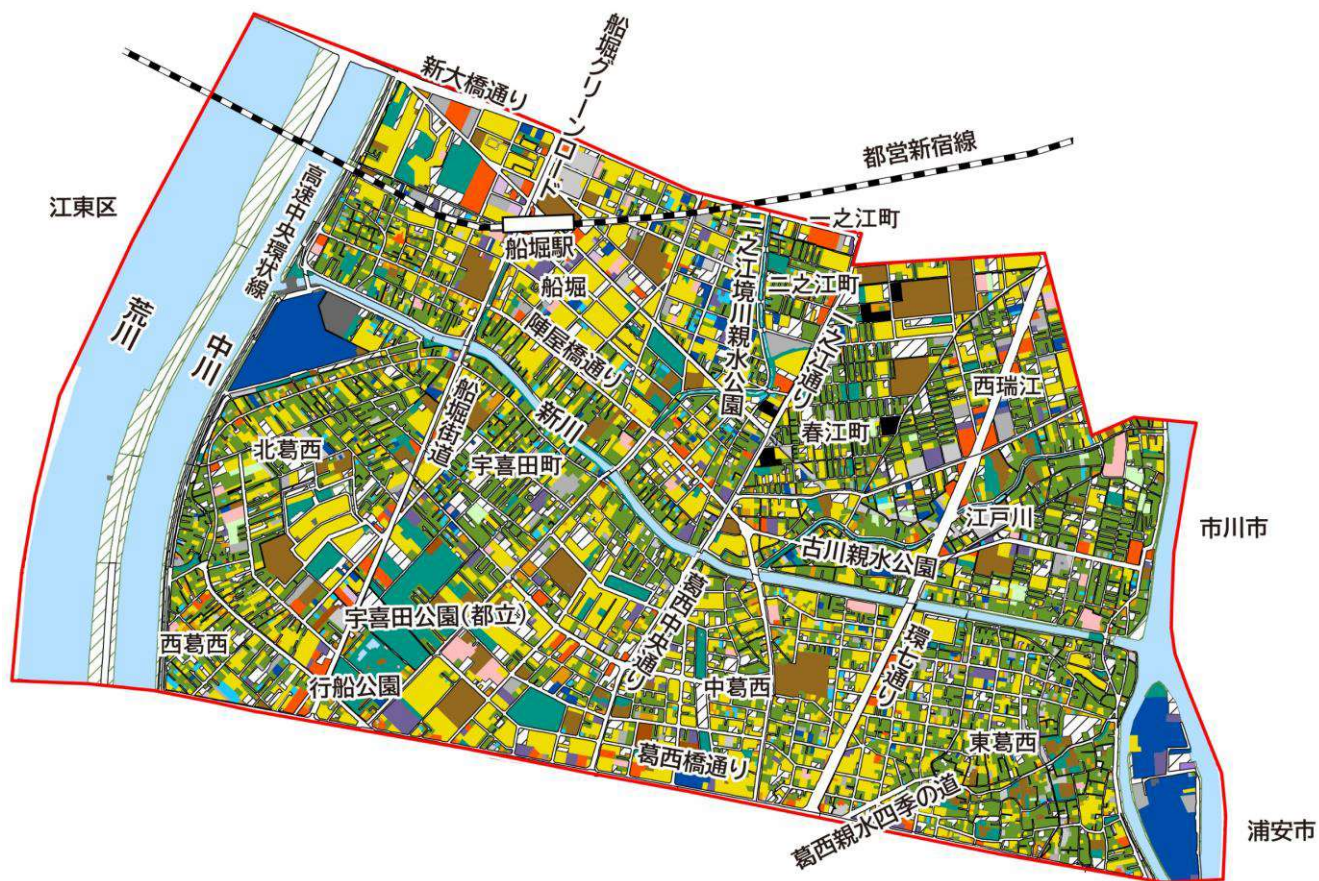 船堀グリーンロード
新大橋通り
都営新宿線
江東区
高速中央環状線
船堀駅
一之江町
船堀
一之江境川親水公園
二之江町
荒川
中川
陣屋橋通り
一之江通り
西瑞江
船堀街道
新川
春江町
北葛西
宇喜田町
江戸川
市川市
古川親水公園
宇喜田公園(都立)
葛西中央通り
環七通り
西葛西
行船公園
中葛西
東葛西
葛西橋通り
葛西親水四季の道
浦安市